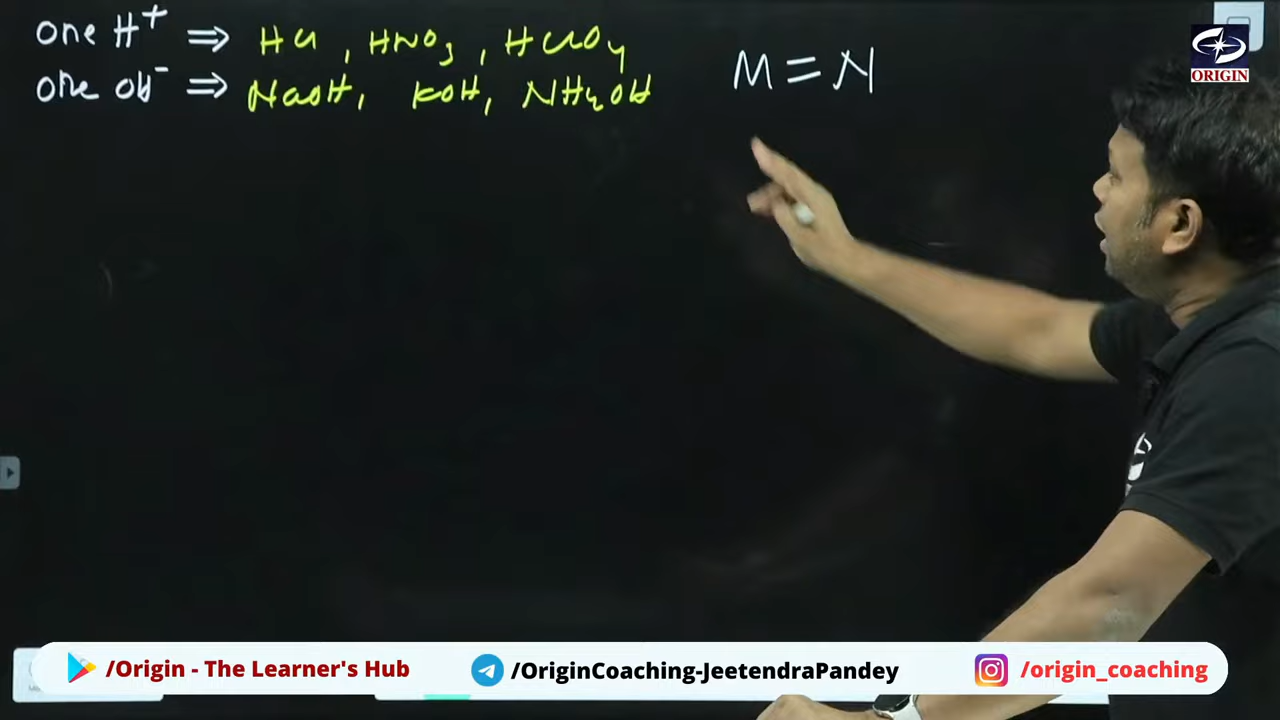 one H⁺ ⇒ HCl, HNO₃, HClO₄ M = N
one OH⁻ ⇒ NaOH, KOH, NH₄OH
ORIGIN
/Origin - The Learner's Hub /OriginCoaching-JeetendraPandey /origin_coaching